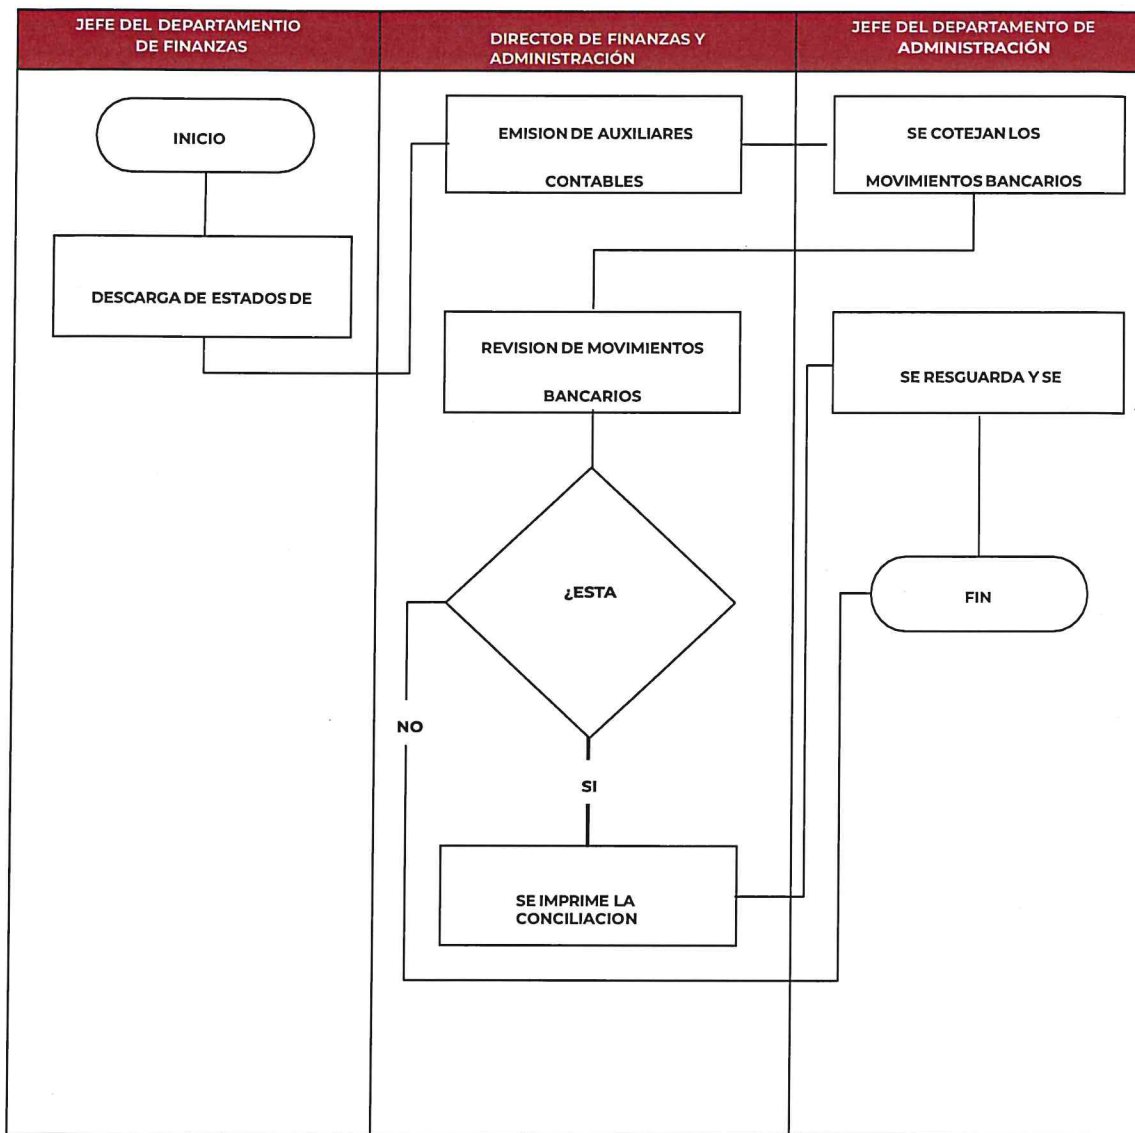 JEFE DEL DEPARTAMENTIO
DE FINANZAS
DIRECTOR DE FINANZAS Y
ADMINISTRACIÓN
JEFE DEL DEPARTAMENTO DE
ADMINISTRACIÓN
INICIO
EMISION DE AUXILIARES
CONTABLES
SE COTEJAN LOS
MOVIMIENTOS BANCARIOS
DESCARGA DE ESTADOS DE
REVISION DE MOVIMIENTOS
BANCARIOS
SE RESGUARDA Y SE
¿ESTA
FIN
NO
SI
SE IMPRIME LA
CONCILIACION